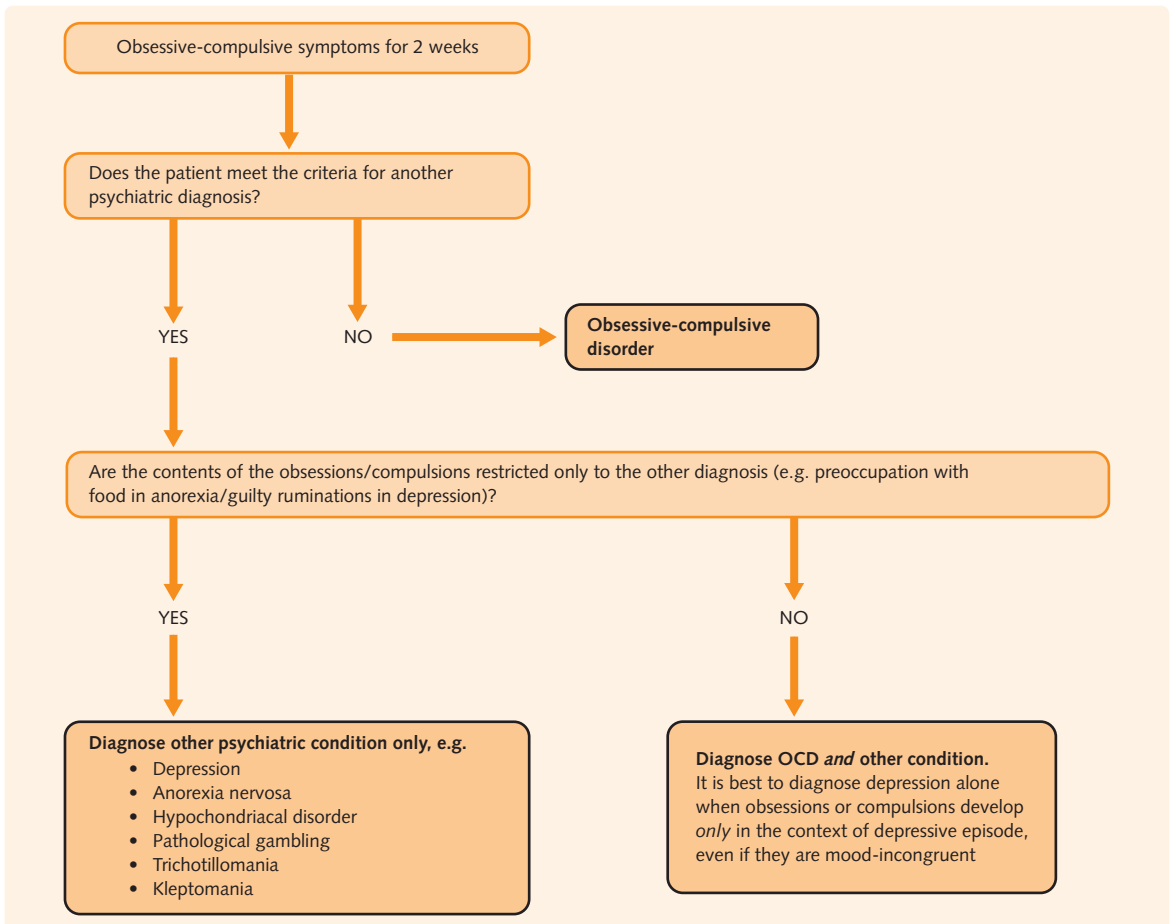 Obsessive-compulsive symptoms for 2 weeks
Does the patient meet the criteria for another
psychiatric diagnosis?
YES
NO
Obsessive-compulsive
disorder
Are the contents of the obsessions/compulsions restricted only to the other diagnosis (e.g. preoccupation with
food in anorexia/guilty ruminations in depression)?
YES
NO
Diagnose other psychiatric condition only, e.g.
• Depression
• Anorexia nervosa
• Hypochondriacal disorder
• Pathological gambling
• Trichotillomania
• Kleptomania
Diagnose OCD and other condition.
It is best to diagnose depression alone
when obsessions or compulsions develop
only in the context of depressive episode,
even if they are mood-incongruent